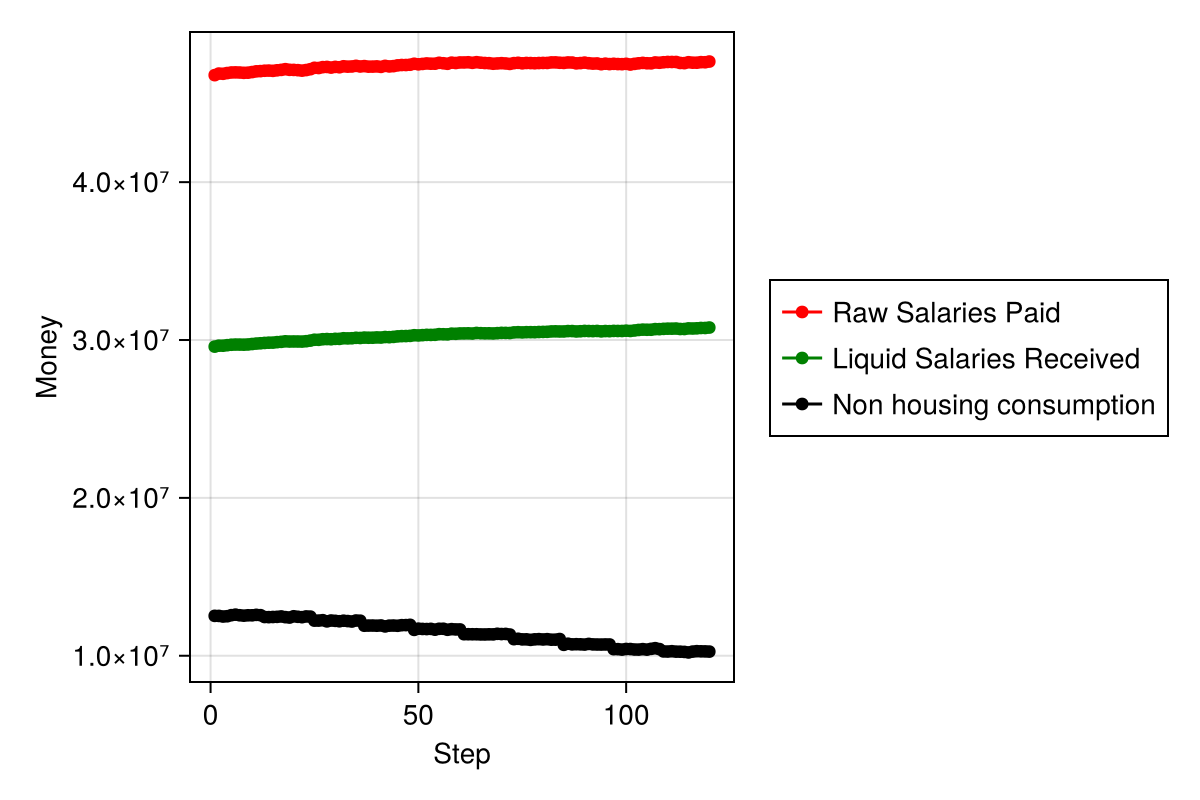 4.0×10⁷
3.0×10⁷
2.0×10⁷
1.0×10⁷
Money
0
50
100
Step
Raw Salaries Paid
Liquid Salaries Received
Non housing consumption